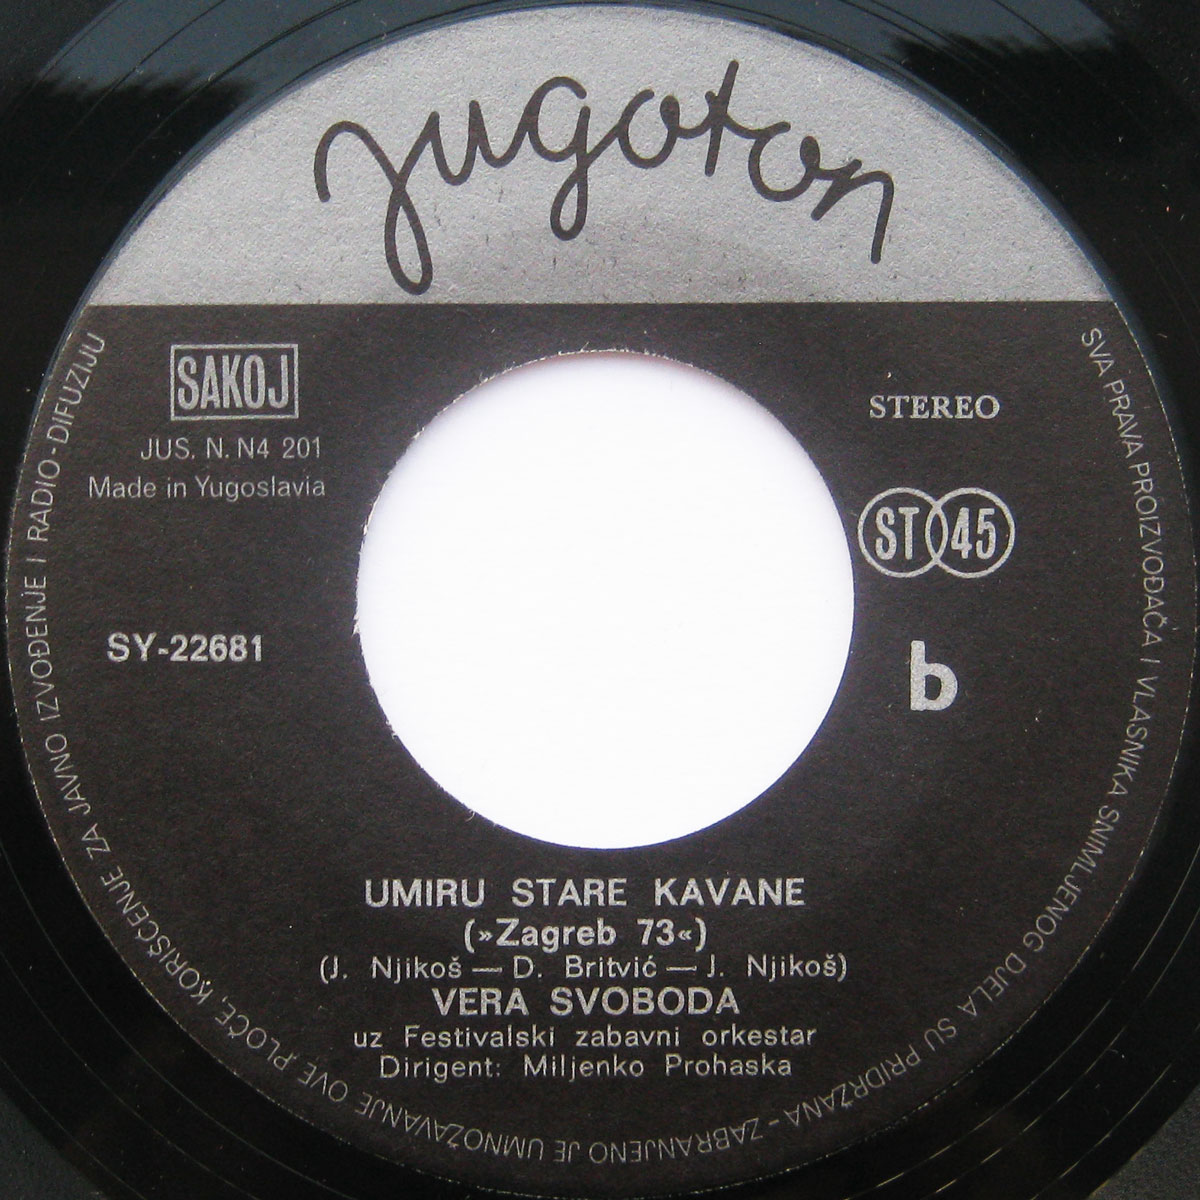 jugoton
SAKOJ
JUS. N. N4 201
Made in Yugoslavia
STEREO
ST 45
SY-22681
b
UMIRU STARE KAVANE
(»Zagreb 73«)
(J. Njikoš — D. Britvić — J. Njikoš)
VERA SVOBODA
uz Festivalski zabavni orkestar
Dirigent: Miljenko Prohaska
SVA PRAVA PROIZVOĐAČA I VLASNIKA SNIMLJENOG DJELA SU PRIDRŽANA - ZABRANJENO JE UMNOŽAVANJE OVE PLOČE, KORIŠĆENJE ZA JAVNO IZVOĐENJE I RADIO-DIFUZIJU